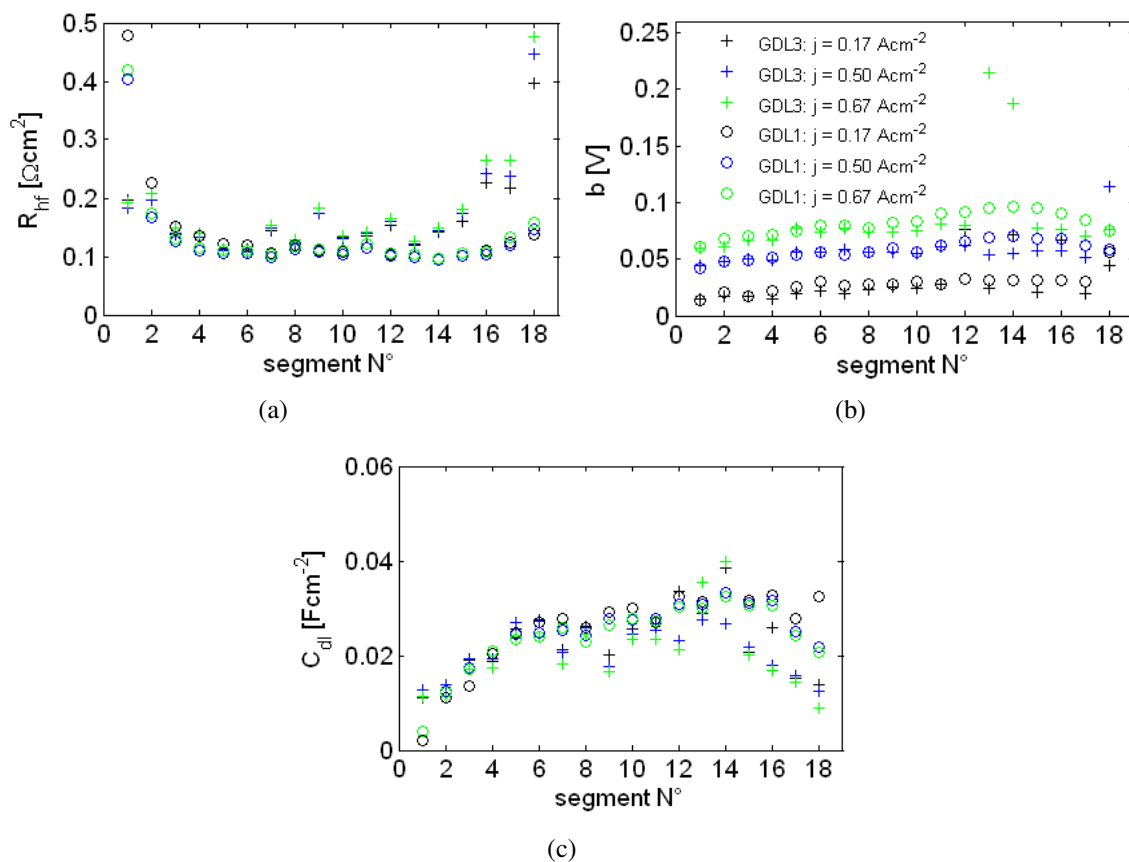 0.5
0.4
0.3
0.2
0.1
0
R_hf [Ωcm²]
0 2 4 6 8 10 12 14 16 18
segment N°
(a)
0.25
0.2
0.15
0.1
0.05
0
b [V]
GDL3: j = 0.17 Acm⁻²
GDL3: j = 0.50 Acm⁻²
GDL3: j = 0.67 Acm⁻²
GDL1: j = 0.17 Acm⁻²
GDL1: j = 0.50 Acm⁻²
GDL1: j = 0.67 Acm⁻²
0 2 4 6 8 10 12 14 16 18
segment N°
(b)
0.06
0.04
0.02
0
C_dl [Fcm⁻²]
0 2 4 6 8 10 12 14 16 18
segment N°
(c)